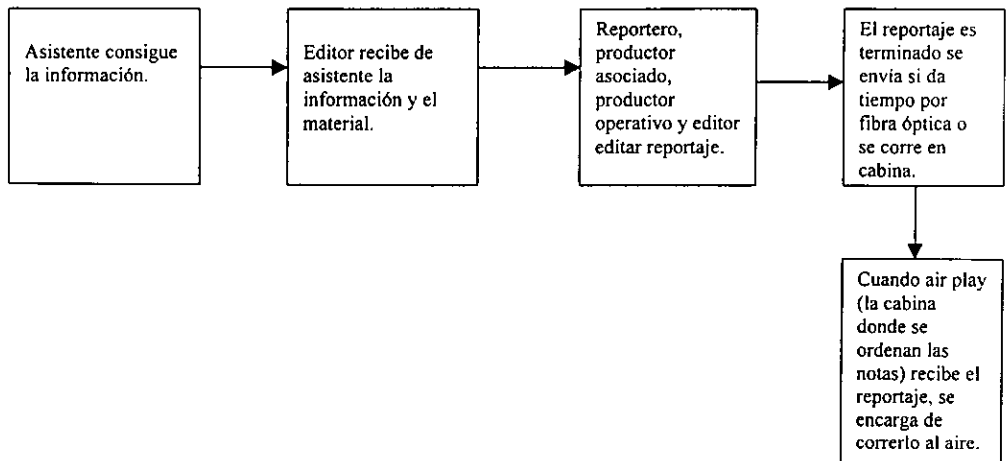 Asistente consigue
la información.
Editor recibe de
asistente la
información y el
material.
Reportero,
productor
asociado,
productor
operativo y editor
editar reportaje.
El reportaje es
terminado se
envía si da
tiempo por
fibra óptica o
se corre en
cabina.
Cuando air play
(la cabina
donde se
ordenan las
notas) recibe el
reportaje, se
encarga de
correrlo al aire.